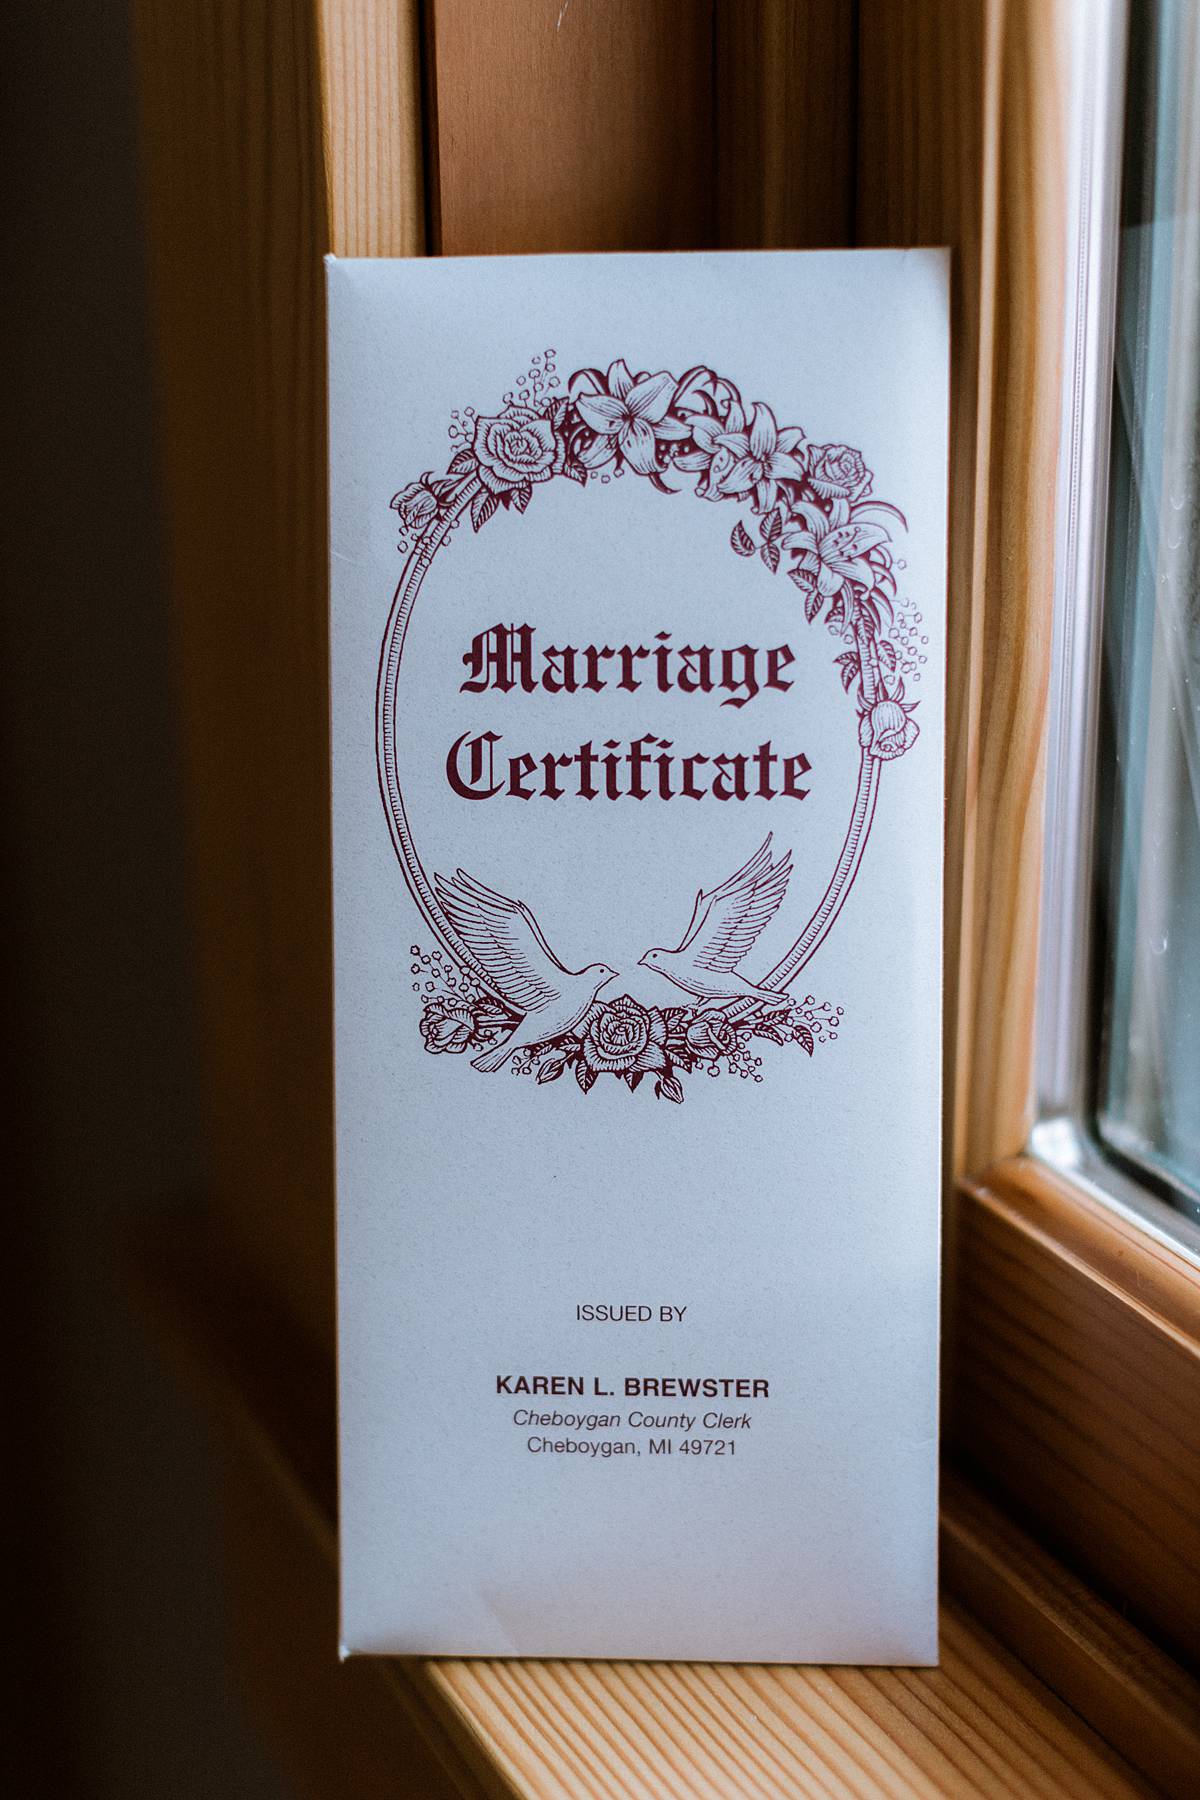 Marriage
Certificate
ISSUED BY
KAREN L. BREWSTER
Cheboygan County Clerk
Cheboygan, MI 49721